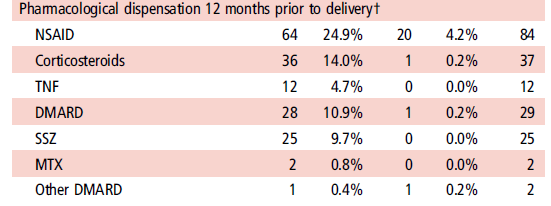 Pharmacological dispensation 12 months prior to delivery†
NSAID 64 24.9% 20 4.2% 84
Corticosteroids 36 14.0% 1 0.2% 37
TNF 12 4.7% 0 0.0% 12
DMARD 28 10.9% 1 0.2% 29
SSZ 25 9.7% 0 0.0% 25
MTX 2 0.8% 0 0.0% 2
Other DMARD 1 0.4% 1 0.2% 2